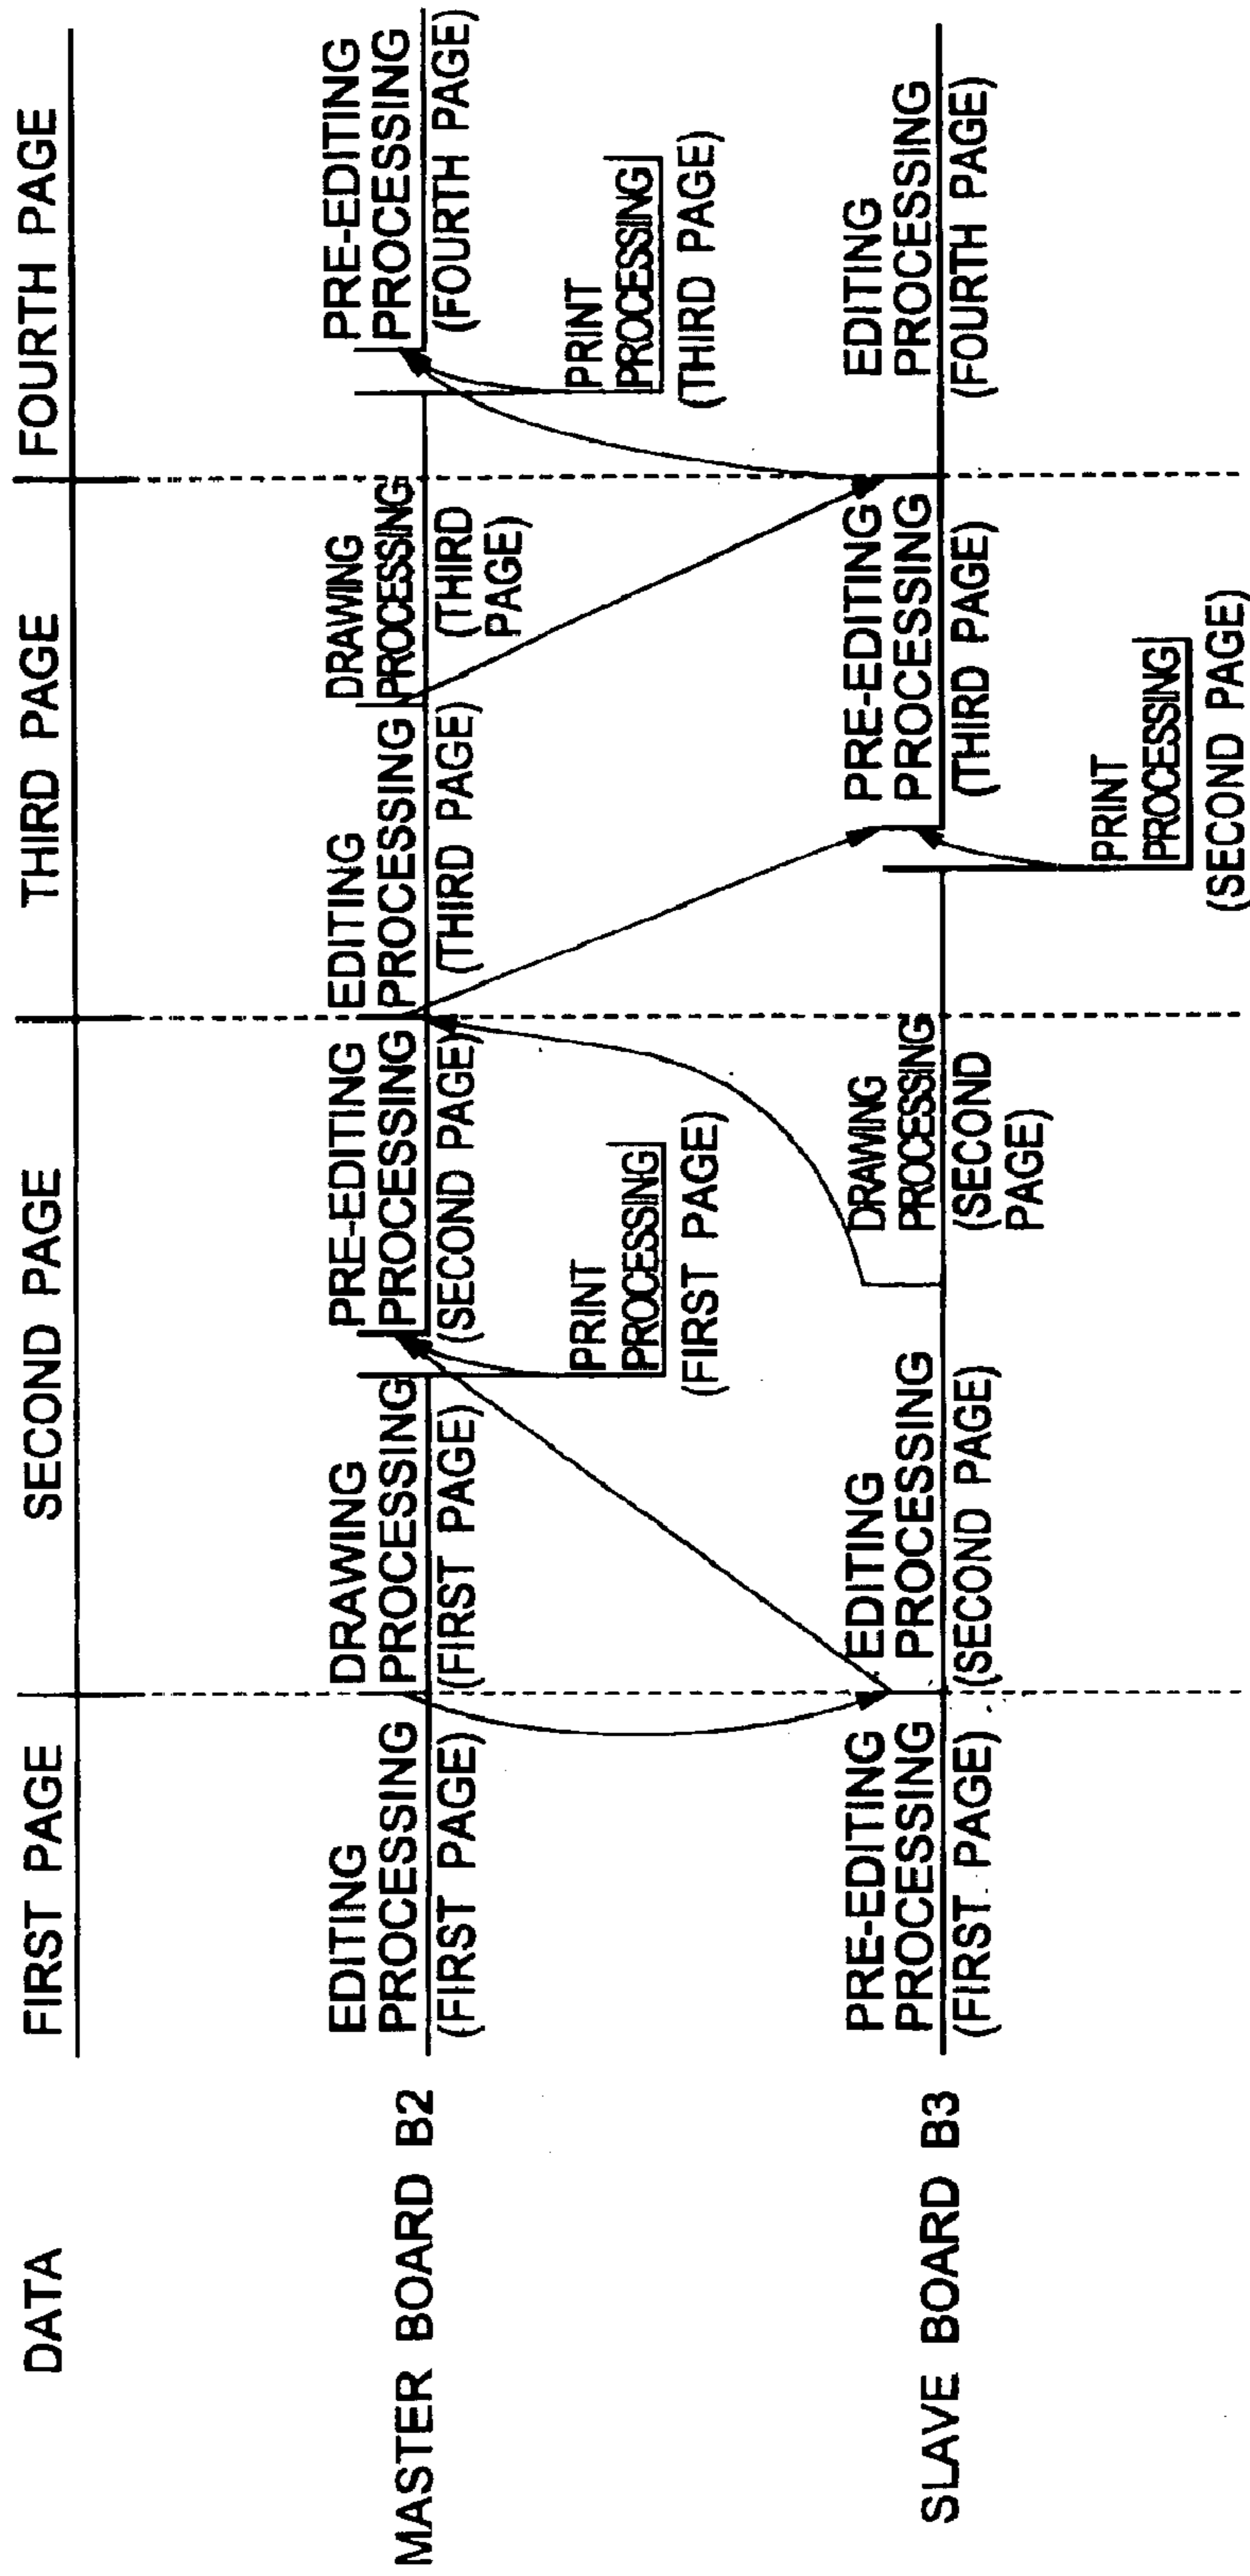 DATA
FIRST PAGE
SECOND PAGE
THIRD PAGE
FOURTH PAGE
MASTER BOARD B2
EDITING
PROCESSING
(FIRST PAGE)
DRAWING
PROCESSING
(FIRST PAGE)
PRE-EDITING
PROCESSING
(SECOND PAGE)
EDITING
PROCESSING
(THIRD PAGE)
DRAWING
PROCESSING
(THIRD
PAGE)
PRE-EDITING
PROCESSING
(FOURTH PAGE)
PRINT
PROCESSING
(FIRST PAGE)
PRINT
PROCESSING
(THIRD PAGE)
SLAVE BOARD B3
PRE-EDITING
PROCESSING
(FIRST PAGE)
EDITING
PROCESSING
(SECOND PAGE)
DRAWING
PROCESSING
(SECOND
PAGE)
PRE-EDITING
PROCESSING
(THIRD PAGE)
EDITING
PROCESSING
(FOURTH PAGE)
PRINT
PROCESSING
(SECOND PAGE)